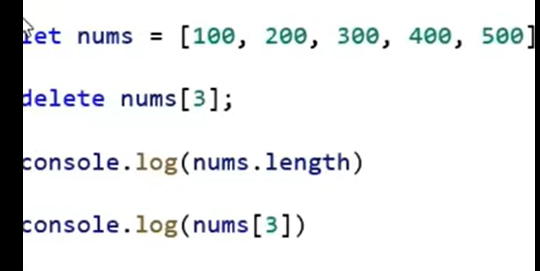 let nums = [100, 200, 300, 400, 500]
delete nums[3];
console.log(nums.length)
console.log(nums[3])